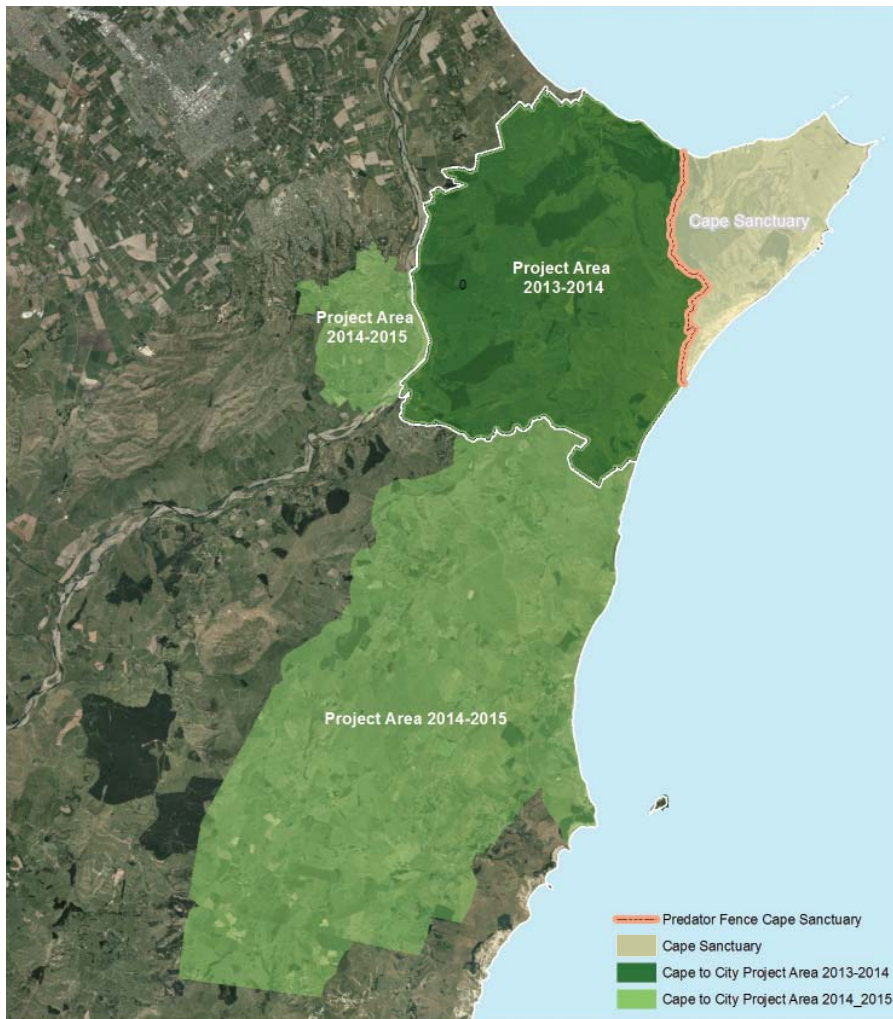 Cape Sanctuary
Project Area
2013-2014
0
Project Area
2014-2015
Project Area 2014-2015
Predator Fence Cape Sanctuary
Cape Sanctuary
Cape to City Project Area 2013-2014
Cape to City Project Area 2014_2015